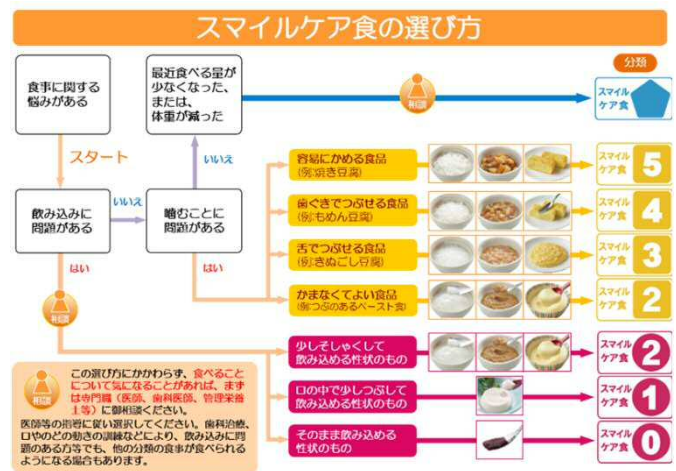 スマイルケア食の選び方
分類
食事に関する
悩みがある
最近食べる量が
少なくなった、
または、
体重が減った
相談
スマイル
ケア食
スタート
いいえ
飲み込みに
問題がある
いいえ
噛むことに
問題がある
はい
はい
相談
容易にかめる食品
(例:焼き豆腐)
スマイル
ケア食
5
歯ぐきでつぶせる食品
(例:もめん豆腐)
スマイル
ケア食
4
舌でつぶせる食品
(例:きぬごし豆腐)
スマイル
ケア食
3
かまなくてよい食品
(例:つぶのあるペースト食)
スマイル
ケア食
2
少しそしゃくして
飲み込める性状のもの
スマイル
ケア食
2
口の中で少しつぶして
飲み込める性状のもの
スマイル
ケア食
1
そのまま飲み込める
性状のもの
スマイル
ケア食
0
相談
この選び方にかかわらず、食べること
について気になることがあれば、まず
は専門職（医師、歯科医師、管理栄養
士等）に御相談ください。
医師等の指導に従い選択してください。歯科治療、
口やのどの動きの訓練などにより、飲み込みに問
題のある方等でも、他の分類の食事が食べられる
ようになる場合もあります。